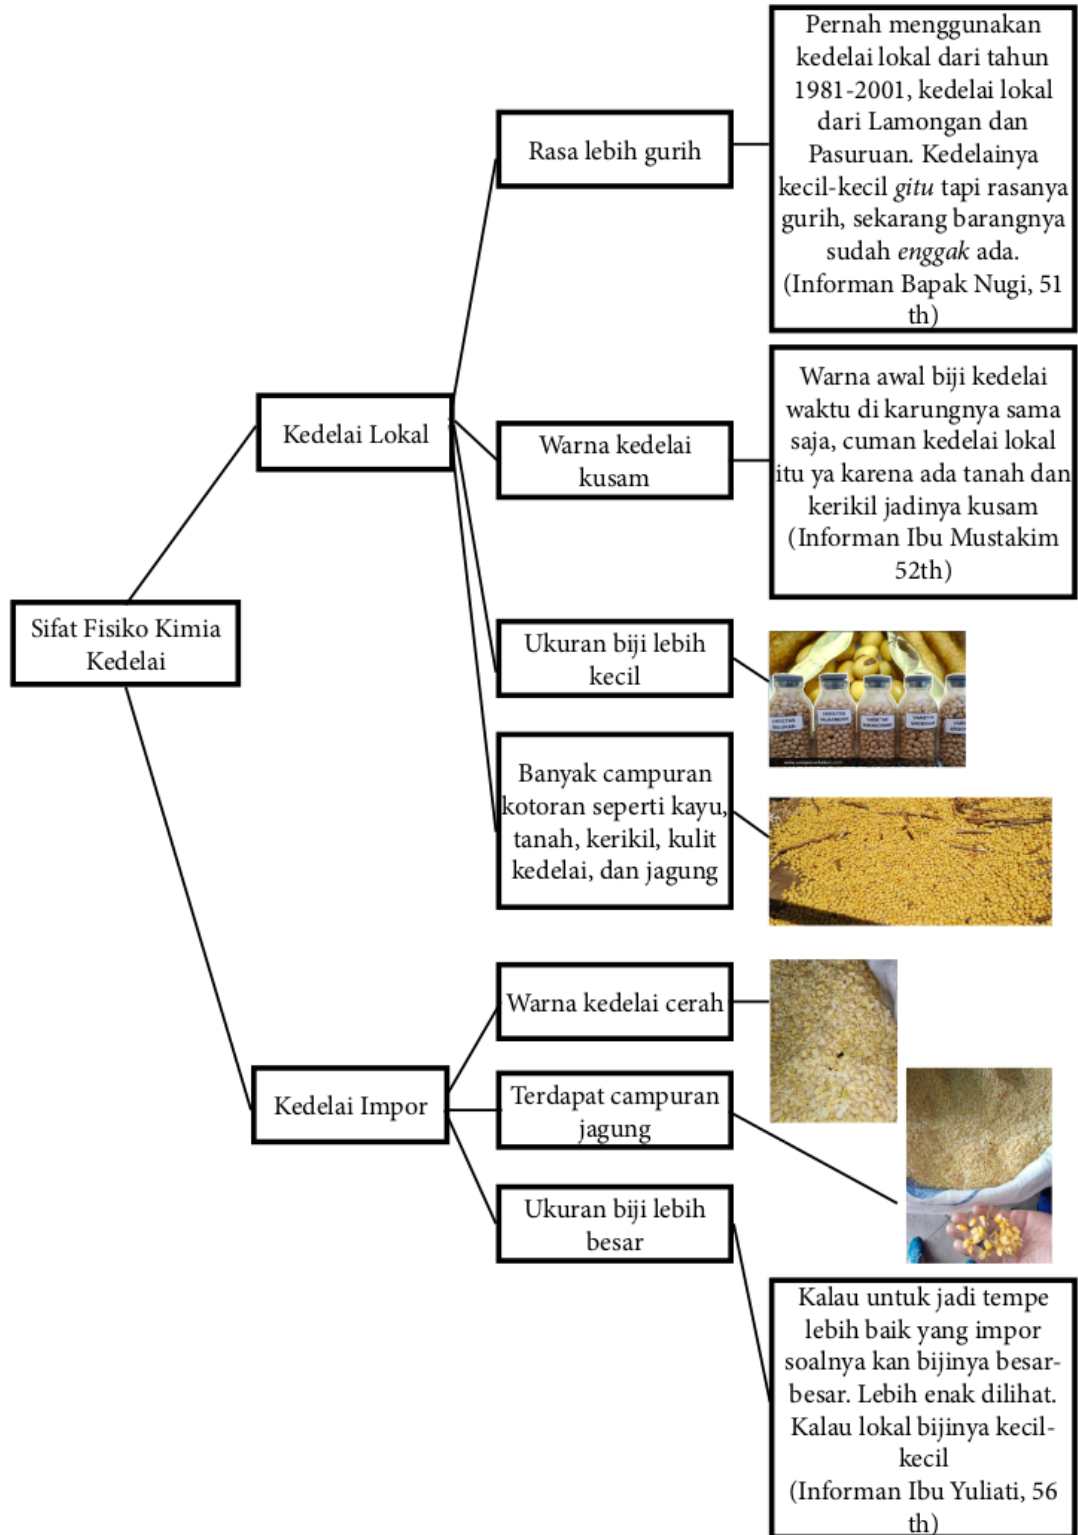 Pernah menggunakan
kedelai lokal dari tahun
1981-2001, kedelai lokal
dari Lamongan dan
Pasuruan. Kedelainya
kecil-kecil gitu tapi rasanya
gurih, sekarang barangnya
sudah enggak ada.
(Informan Bapak Nugi, 51
th)
Rasa lebih gurih
Warna awal biji kedelai
waktu di karungnya sama
saja, cuman kedelai lokal
itu ya karena ada tanah dan
kerikil jadinya kusam
(Informan Ibu Mustakim
52th)
Kedelai Lokal
Warna kedelai
kusam
Sifat Fisiko Kimia
Kedelai
Ukuran biji lebih
kecil
VARIETAS
VARIETAS
VARIETAS
VARIETAS
GROBOGAN
Banyak campuran
kotoran seperti kayu,
tanah, kerikil, kulit
kedelai, dan jagung
Warna kedelai cerah
Kedelai Impor
Terdapat campuran
jagung
Ukuran biji lebih
besar
Kalau untuk jadi tempe
lebih baik yang impor
soalnya kan bijinya besar-
besar. Lebih enak dilihat.
Kalau lokal bijinya kecil-
kecil
(Informan Ibu Yuliati, 56
th)